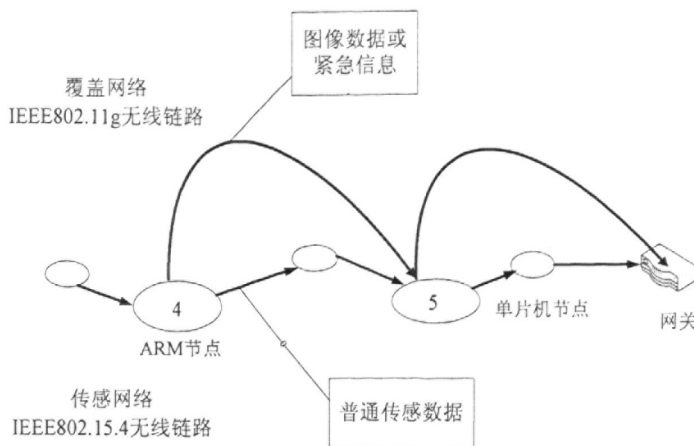 图像数据或
紧急信息
覆盖网络
IEEE802.11g无线链路
4
5
ARM节点
单片机节点
网关
传感网络
IEEE802.15.4无线链路
普通传感数据